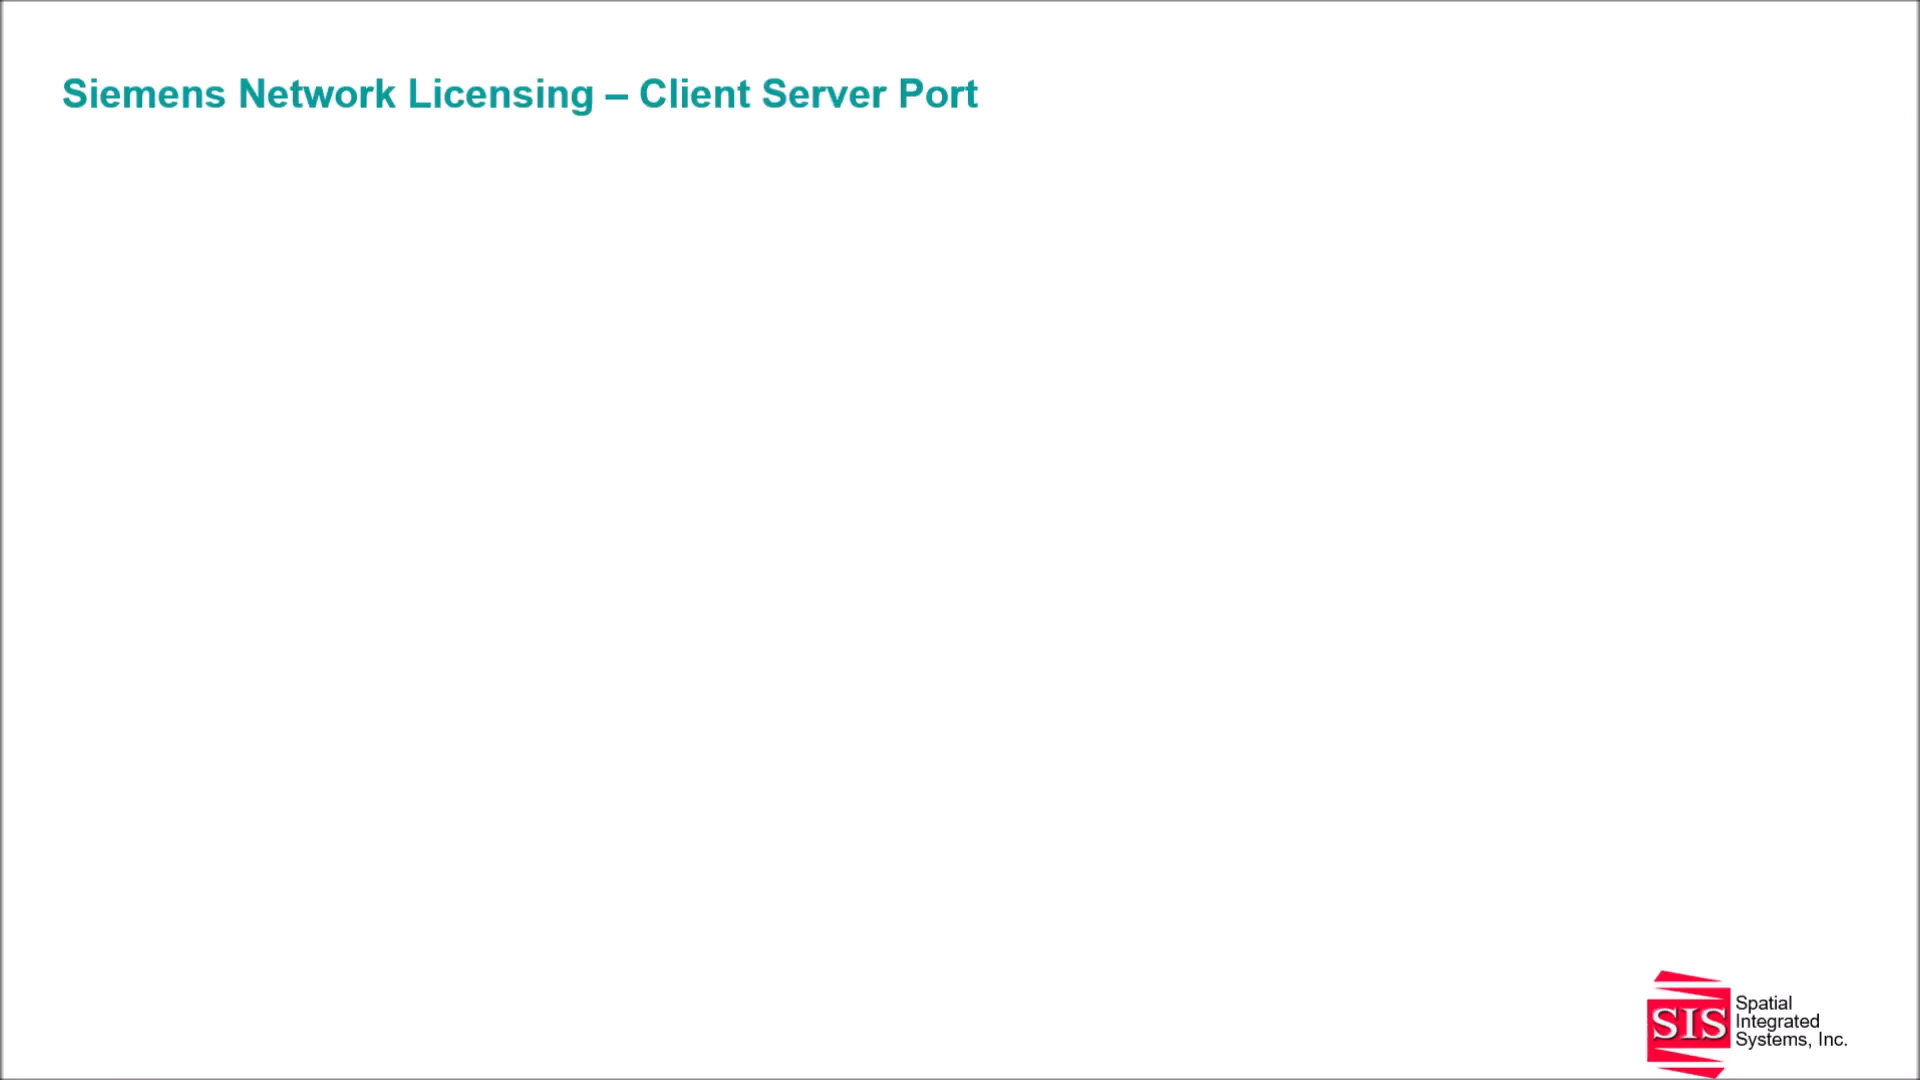 Siemens Network Licensing – Client Server Port
SIS
Spatial
Integrated
Systems, Inc.